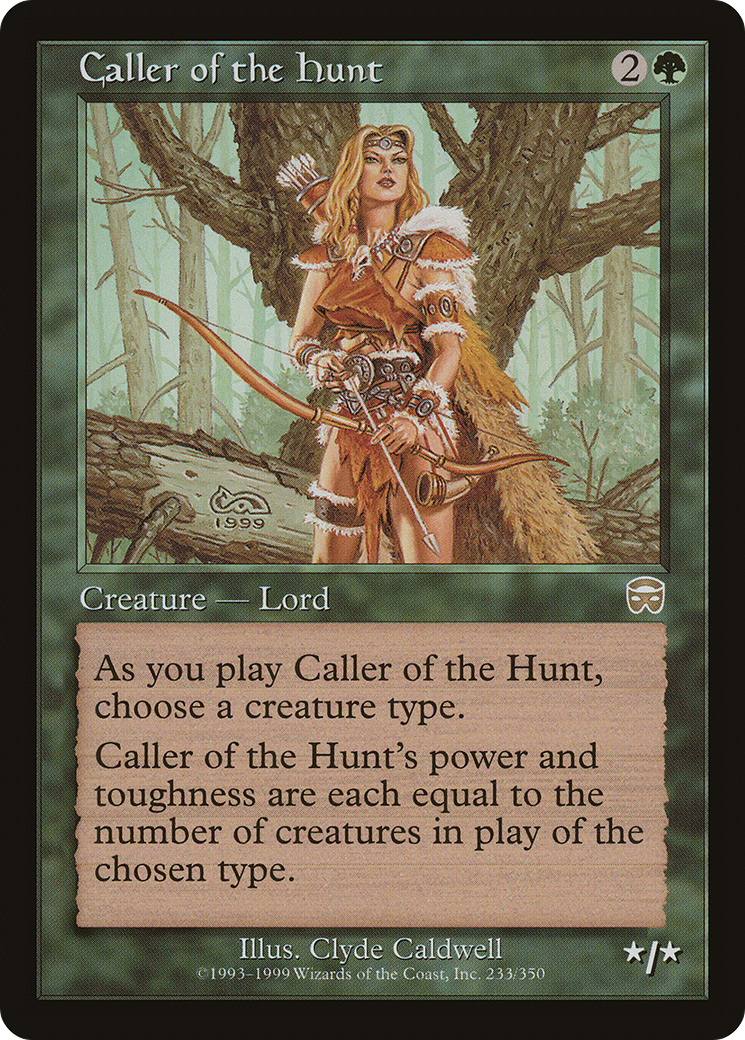 Caller of the Hunt
2
1999
Creature — Lord
As you play Caller of the Hunt,
choose a creature type.
Caller of the Hunt's power and
toughness are each equal to the
number of creatures in play of the
chosen type.
Illus. Clyde Caldwell
©1993–1999 Wizards of the Coast, Inc. 233/350
★/★